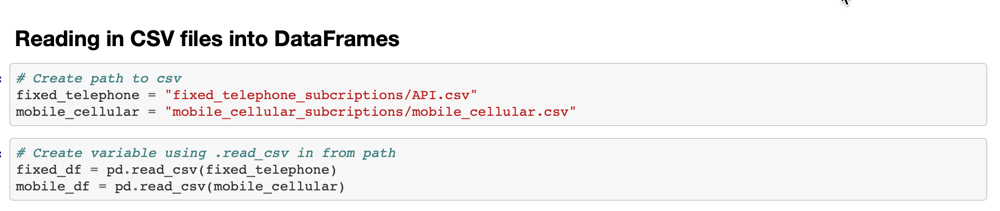 Reading in CSV files into DataFrames
:
# Create path to csv
fixed_telephone = "fixed_telephone_subcriptions/API.csv"
mobile_cellular = "mobile_cellular_subcriptions/mobile_cellular.csv"
:
# Create variable using .read_csv in from path
fixed_df = pd.read_csv(fixed_telephone)
mobile_df = pd.read_csv(mobile_cellular)